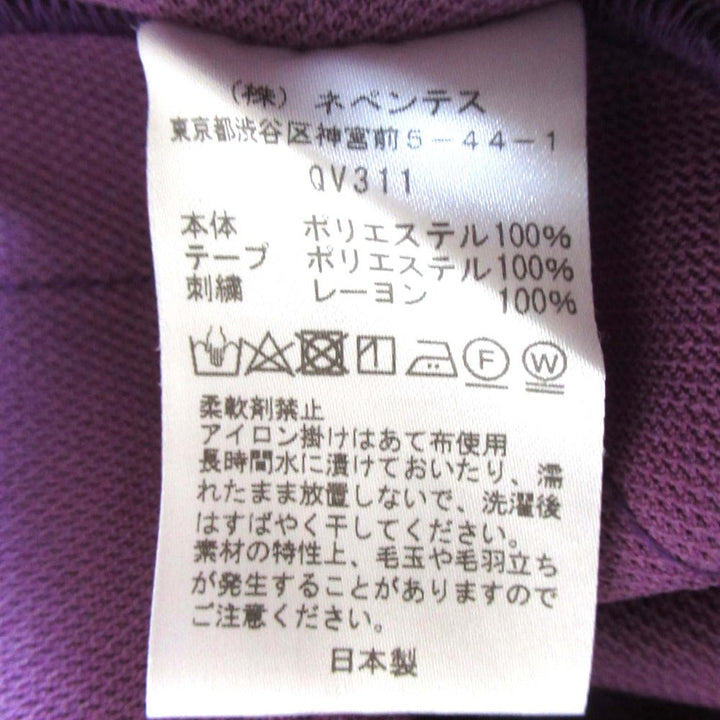 (株) ネペンテス
東京都渋谷区神宮前5-44-1
QV311
本体 ポリエステル100%
テープ ポリエステル100%
刺繍 レーヨン 100%
F W
柔軟剤禁止
アイロン掛けはあて布使用
長時間水に漬けておいたり、濡
れたまま放置しないで、洗濯後
はすばやく干してください。
素材の特性上、毛玉や毛羽立ち
が発生することがありますので
ご注意ください。
日本製